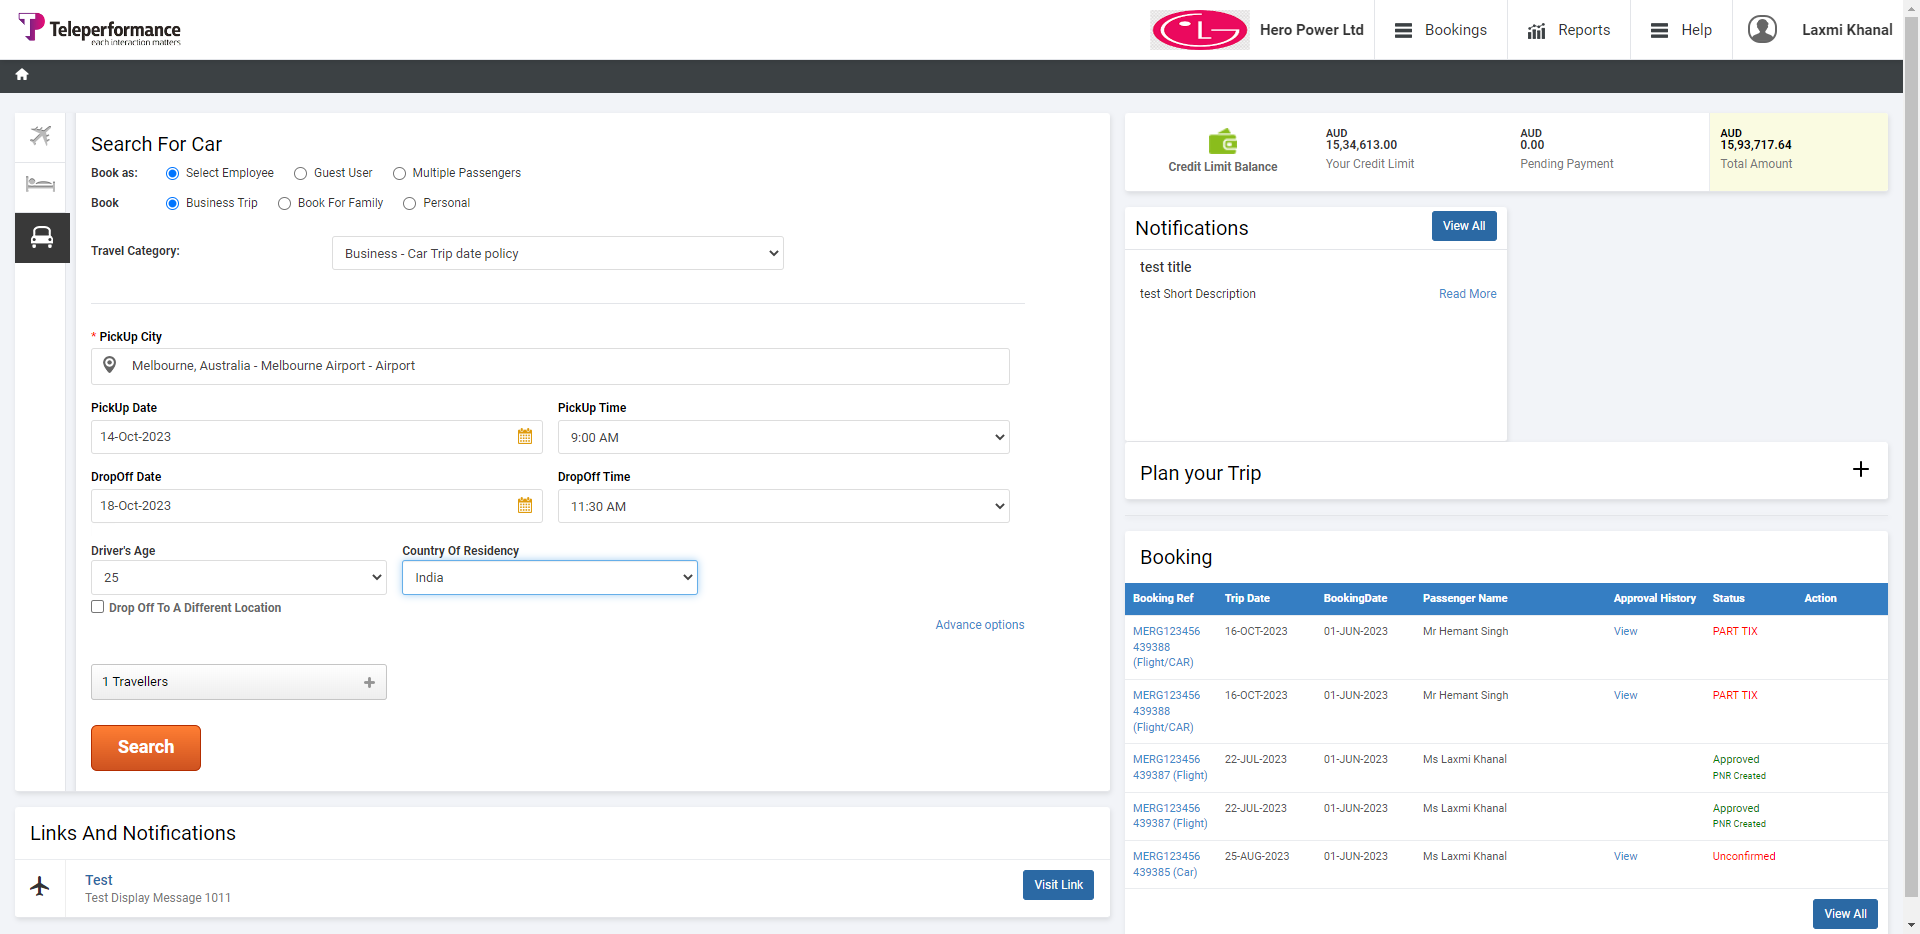 Teleperformance
each interaction matters
Hero Power Ltd
Bookings
Reports
Help
Laxmi Khanal
Search For Car
Book as: Select Employee Guest User Multiple Passengers
Book Business Trip Book For Family Personal
Travel Category: Business - Car Trip date policy
* PickUp City
Melbourne, Australia - Melbourne Airport - Airport
PickUp Date PickUp Time
14-Oct-2023 9:00 AM
DropOff Date DropOff Time
18-Oct-2023 11:30 AM
Driver's Age Country Of Residency
25 India
Drop Off To A Different Location
Advance options
1 Travellers +
Search
Links And Notifications
Test
Test Display Message 1011
Visit Link
Credit Limit Balance
AUD
15,34,613.00
Your Credit Limit
AUD
0.00
Pending Payment
AUD
15,93,717.64
Total Amount
Notifications
View All
test title
test Short Description Read More
Plan your Trip +
Booking
Booking Ref Trip Date BookingDate Passenger Name Approval History Status Action
MERG123456 16-OCT-2023 01-JUN-2023 Mr Hemant Singh View PART TIX
439388
(Flight/CAR)
MERG123456 16-OCT-2023 01-JUN-2023 Mr Hemant Singh View PART TIX
439388
(Flight/CAR)
MERG123456 22-JUL-2023 01-JUN-2023 Ms Laxmi Khanal Approved
439387 (Flight) PNR Created
MERG123456 22-JUL-2023 01-JUN-2023 Ms Laxmi Khanal Approved
439387 (Flight) PNR Created
MERG123456 25-AUG-2023 01-JUN-2023 Ms Laxmi Khanal View Unconfirmed
439385 (Car)
View All